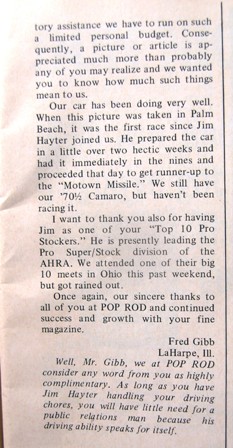 tory assistance we have to run on such
a limited personal budget. Conse-
quently, a picture or article is ap-
preciated much more than probably
any of you may realize and we wanted
you to know how much such things
mean to us.
Our car has been doing very well.
When this picture was taken in Palm
Beach, it was the first race since Jim
Hayter joined us. He prepared the car
in a little over two hectic weeks and
had it immediately in the nines and
proceeded that day to get runner-up to
the "Motown Missile." We still have
our '70½ Camaro, but haven't been
racing it.
I want to thank you also for having
Jim as one of your "Top 10 Pro
Stockers." He is presently leading the
Pro Super/Stock division of the
AHRA. We attended one of their big
10 meets in Ohio this past weekend,
but got rained out.
Once again, our sincere thanks to
all of you at POP ROD and continued
success and growth with your fine
magazine.
Fred Gibb
LaHarpe, Ill.
Well, Mr. Gibb, we at POP ROD
consider any word from you as highly
complimentary. As long as you have
Jim Hayter handling your driving
chores, you will have little need for a
public relations man because his
driving ability speaks for itself.